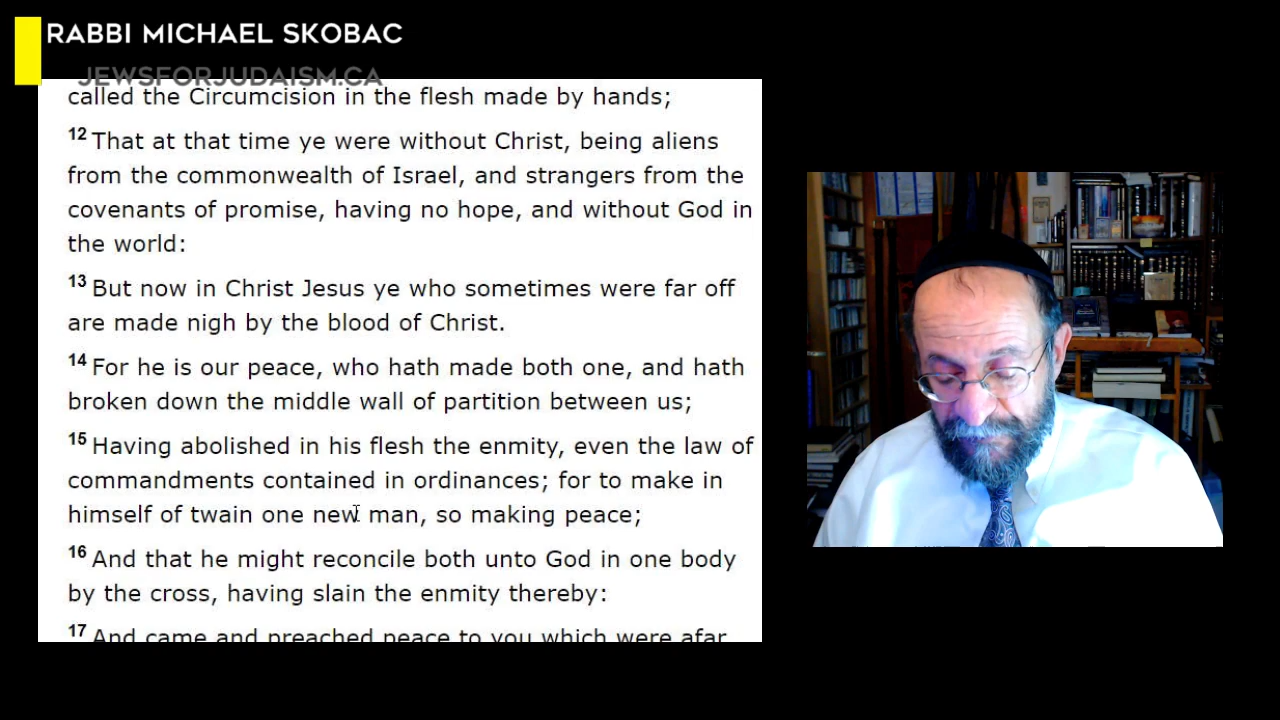 RABBI MICHAEL SKOBAC
JEWSFORJUDAISM.CA
called the Circumcision in the flesh made by hands;
12 That at that time ye were without Christ, being aliens
from the commonwealth of Israel, and strangers from the
covenants of promise, having no hope, and without God in
the world:
13 But now in Christ Jesus ye who sometimes were far off
are made nigh by the blood of Christ.
14 For he is our peace, who hath made both one, and hath
broken down the middle wall of partition between us;
15 Having abolished in his flesh the enmity, even the law of
commandments contained in ordinances; for to make in
himself of twain one new man, so making peace;
16 And that he might reconcile both unto God in one body
by the cross, having slain the enmity thereby:
17 And came and preached peace to you which were afar